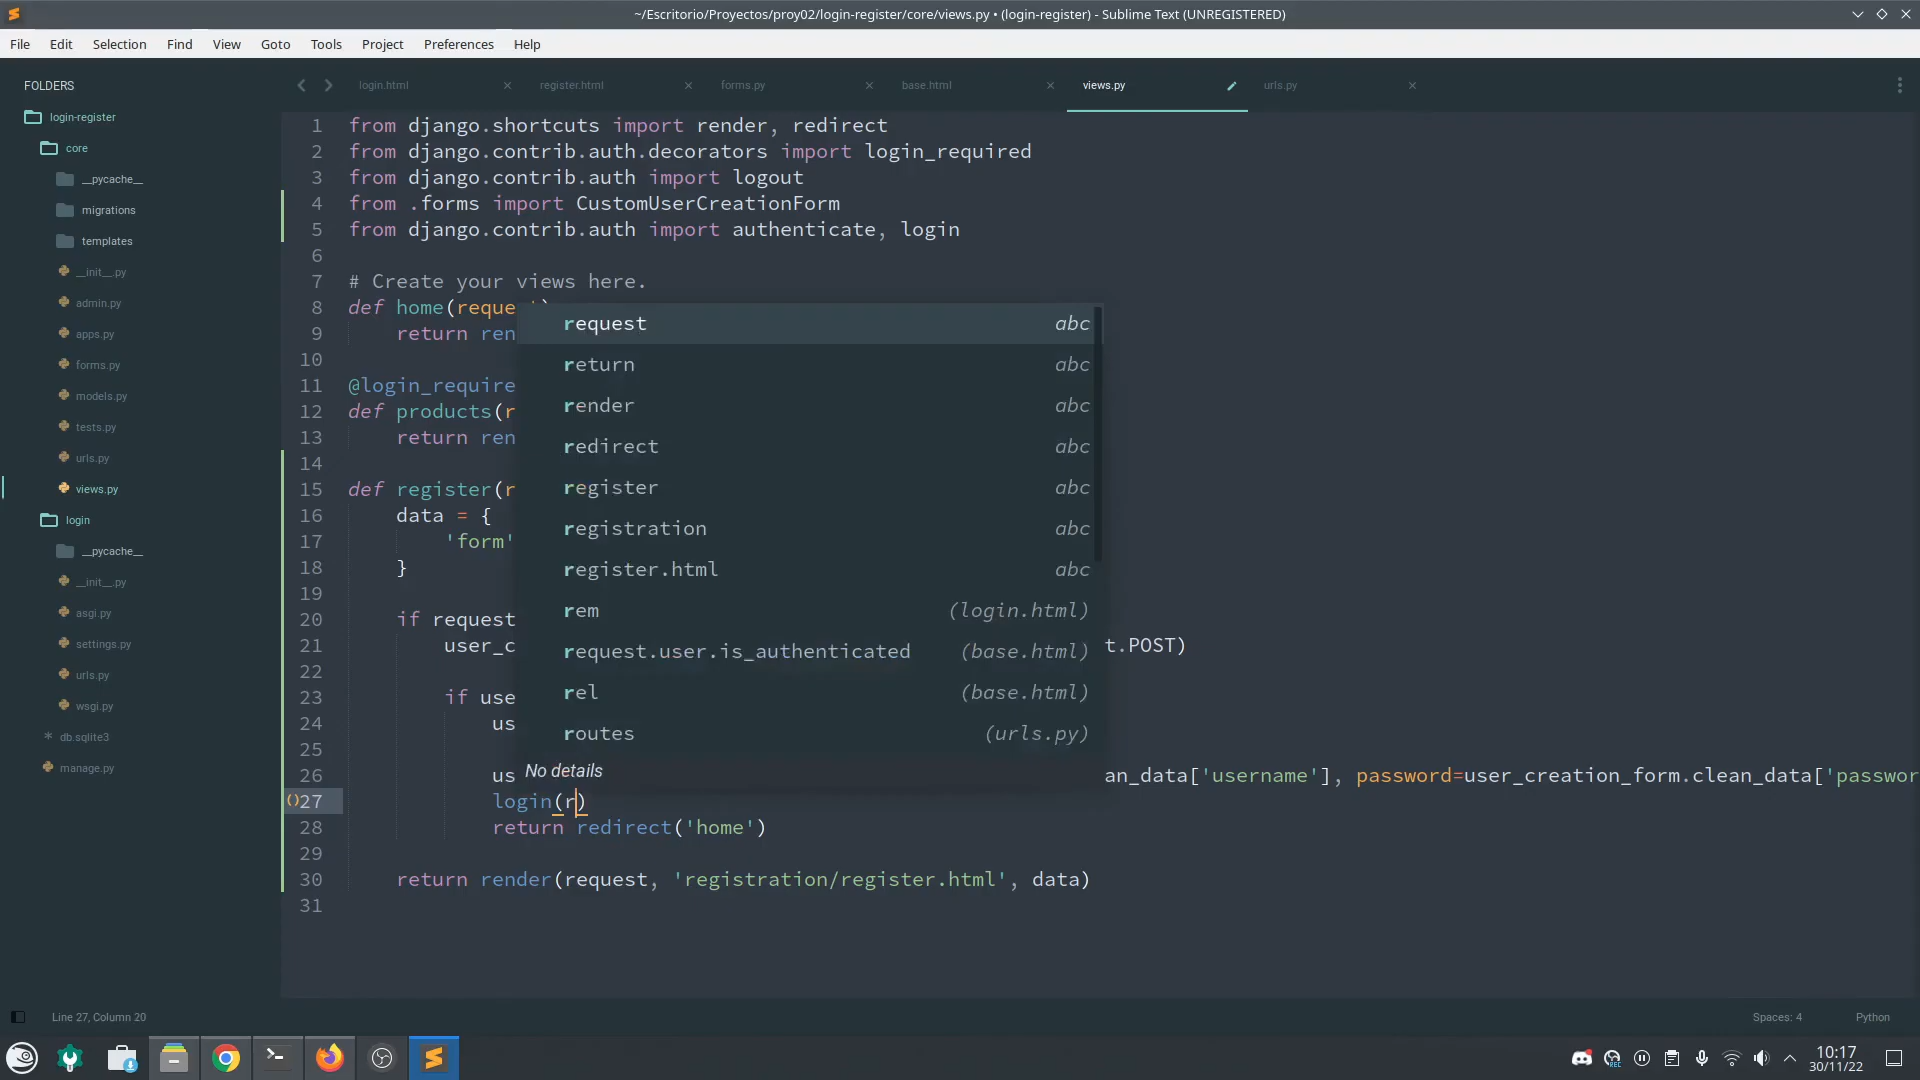 ~/Escritorio/Proyectos/proy02/login-register/core/views.py • (login-register) - Sublime Text (UNREGISTERED)
File Edit Selection Find View Goto Tools Project Preferences Help
FOLDERS
login-register
core
__pycache__
migrations
templates
__init__.py
admin.py
apps.py
forms.py
models.py
tests.py
urls.py
views.py
login
__pycache__
__init__.py
asgi.py
settings.py
urls.py
wsgi.py
db.sqlite3
manage.py
login.html register.html forms.py base.html views.py urls.py
1 from django.shortcuts import render, redirect
2 from django.contrib.auth.decorators import login_required
3 from django.contrib.auth import logout
4 from .forms import CustomUserCreationForm
5 from django.contrib.auth import authenticate, login
6
7 # Create your views here.
8 def home(reque
9 return ren
10
11 @login_require
12 def products(r
13 return ren
14
15 def register(r
16 data = {
17 'form'
18 }
19
20 if request
21 user_c t.POST)
22
23 if use
24 us
25
26 us an_data['username'], password=user_creation_form.clean_data['passwor
27 login(r)
28 return redirect('home')
29
30 return render(request, 'registration/register.html', data)
31
request abc
return abc
render abc
redirect abc
register abc
registration abc
register.html abc
rem (login.html)
request.user.is_authenticated (base.html)
rel (base.html)
routes (urls.py)
No details
Line 27, Column 20
Spaces: 4 Python
10:17
30/11/22